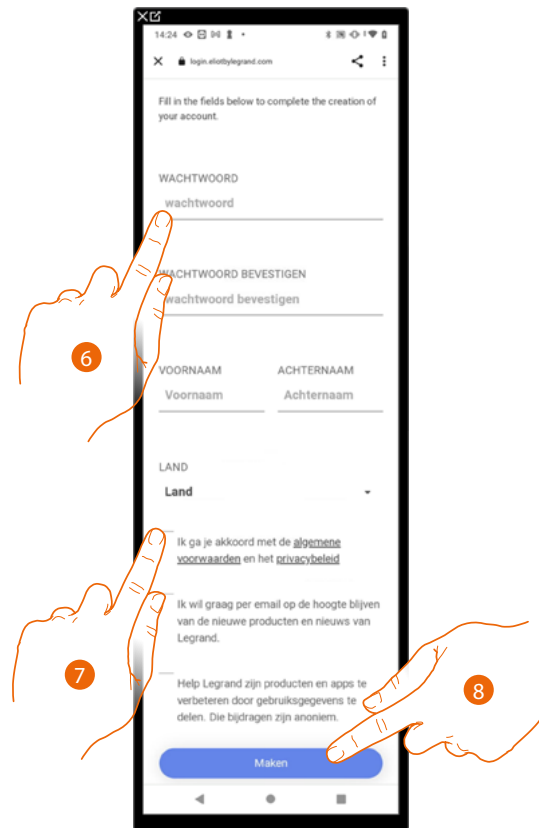 14:24
login.eliotbylegrand.com
Fill in the fields below to complete the creation of
your account.
WACHTWOORD
wachtwoord
WACHTWOORD BEVESTIGEN
wachtwoord bevestigen
6
VOORNAAM ACHTERNAAM
Voornaam Achternaam
LAND
Land
Ik ga je akkoord met de algemene
voorwaarden en het privacybeleid
Ik wil graag per email op de hoogte blijven
van de nieuwe producten en nieuws van
Legrand.
7
Help Legrand zijn producten en apps te
verbeteren door gebruiksgegevens te
delen. Die bijdragen zijn anoniem.
8
Maken